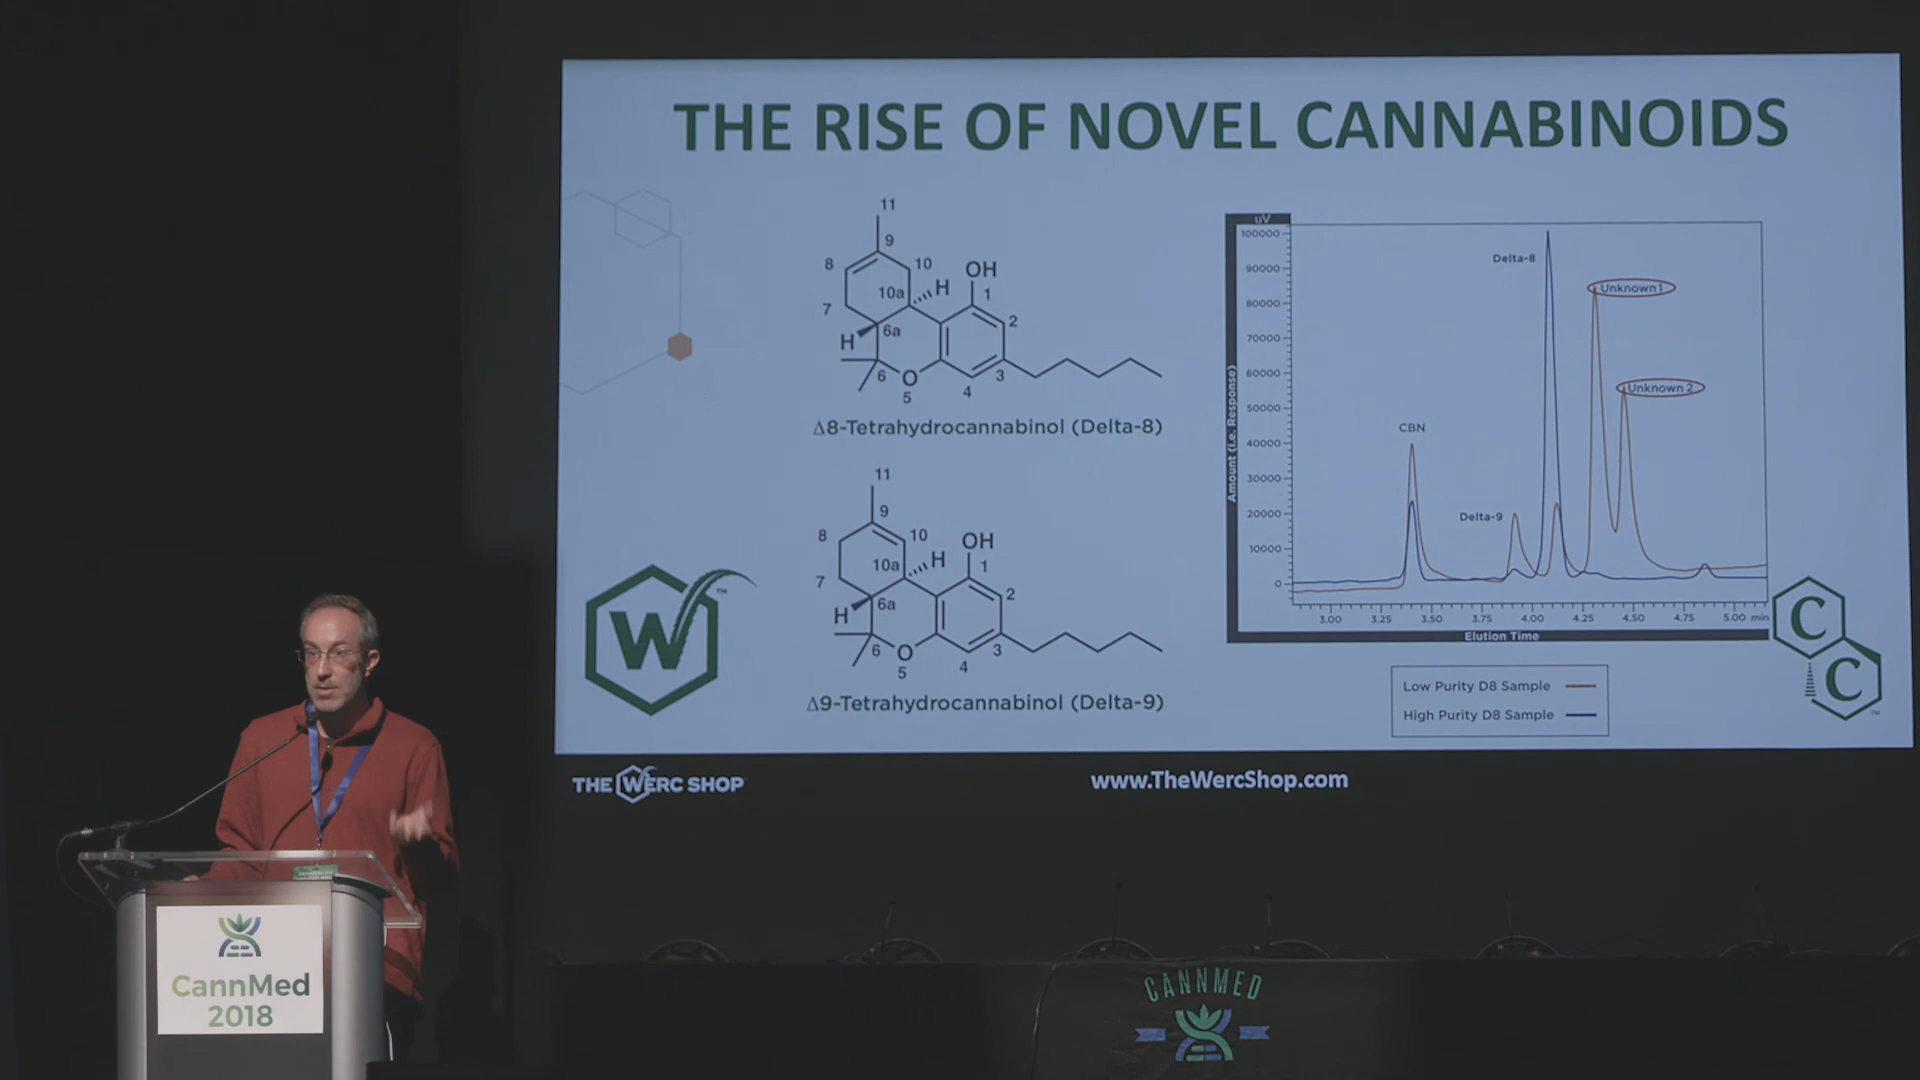 THE RISE OF NOVEL CANNABINOIDS
11
9
8
10
OH
10a
H
1
7
6a
2
H
6
O
3
5
4
Δ8-Tetrahydrocannabinol (Delta-8)
11
9
8
10
OH
10a
H
1
7
6a
2
H
6
O
3
5
4
Δ9-Tetrahydrocannabinol (Delta-9)
W
™
uV
100000
90000
80000
70000
60000
50000
40000
30000
20000
10000
0
Amount (i.e. Response)
Delta-8
Unknown 1
Unknown 2
CBN
Delta-9
3.00 3.25 3.50 3.75 4.00 4.25 4.50 4.75 5.00 min
Elution Time
Low Purity D8 Sample
High Purity D8 Sample
C
C
™
THE WERC SHOP
www.TheWercShop.com
CannMed
2018
CANNMED